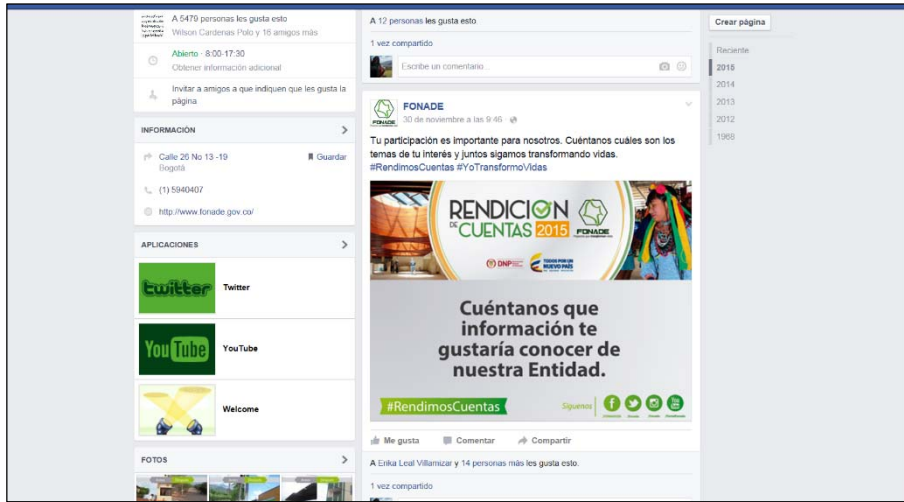 A 5479 personas les gusta esto
Wilson Cardenas Polo y 16 amigos más
Abierto · 8:00-17:30
Obtener información adicional
Invitar a amigos a que indiquen que les gusta la
página
INFORMACIÓN
Calle 26 No 13 -19
Guardar
Bogotá
(1) 5940407
http://www.fonade.gov.co/
APLICACIONES
twitter
Twitter
YouTube
YouTube
Welcome
FOTOS
A 12 personas les gusta esto.
1 vez compartido
Escribe un comentario...
FONADE
FONADE
30 de noviembre a las 9:46 ·
Tu participación es importante para nosotros. Cuéntanos cuáles son los
temas de tu interés y juntos sigamos transformando vidas.
#RendimosCuentas #YoTransformoVidas
RENDICIÓN
DE CUENTAS 2015
FONADE
DNP
TODOS POR UN
NUEVO PAÍS
Cuéntanos que
información te
gustaría conocer de
nuestra Entidad.
#RendimosCuentas
Síguenos
Me gusta
Comentar
Compartir
A Erika Leal Villamizar y 14 personas más les gusta esto.
1 vez compartido
Crear página
Reciente
2015
2014
2013
2012
1968